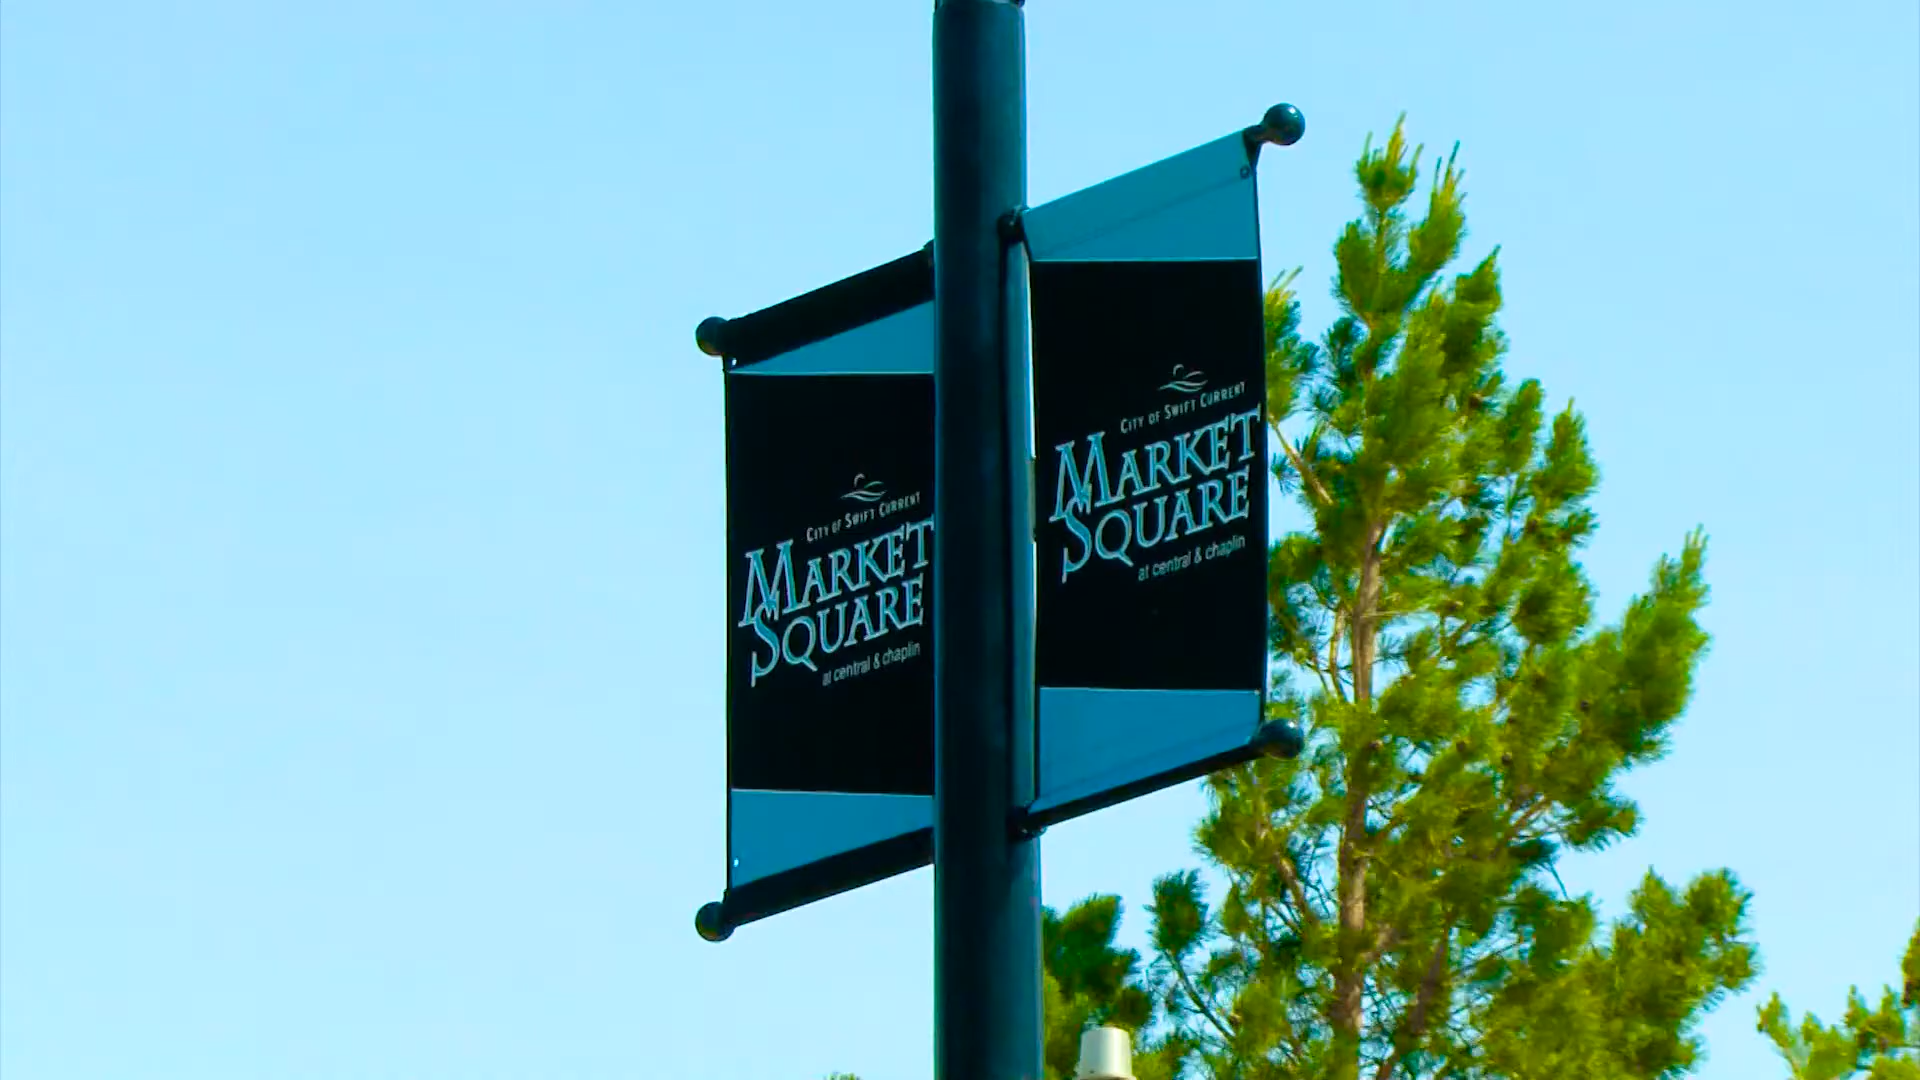 City of Swift Current
Market
Square
at central & chaplin
City of Swift Current
Market
Square
at central & chaplin